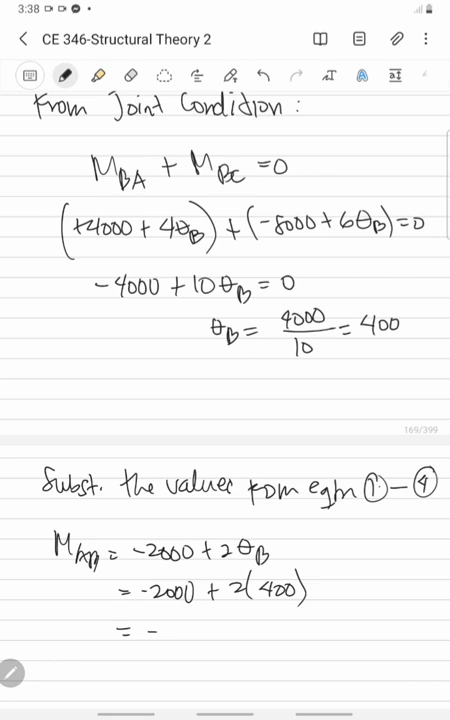 3:38
CE 346-Structural Theory 2
From Joint Condition :
M_BA + M_BC = 0
(+4000 + 4θ_B) + (-8000 + 6θ_B) = 0
-4000 + 10θ_B = 0
θ_B = 4000/10 = 400
169/399
Subst. the values from eqn ① - ④
M_AB = -2000 + 2θ_B
= -2000 + 2(400)
= -